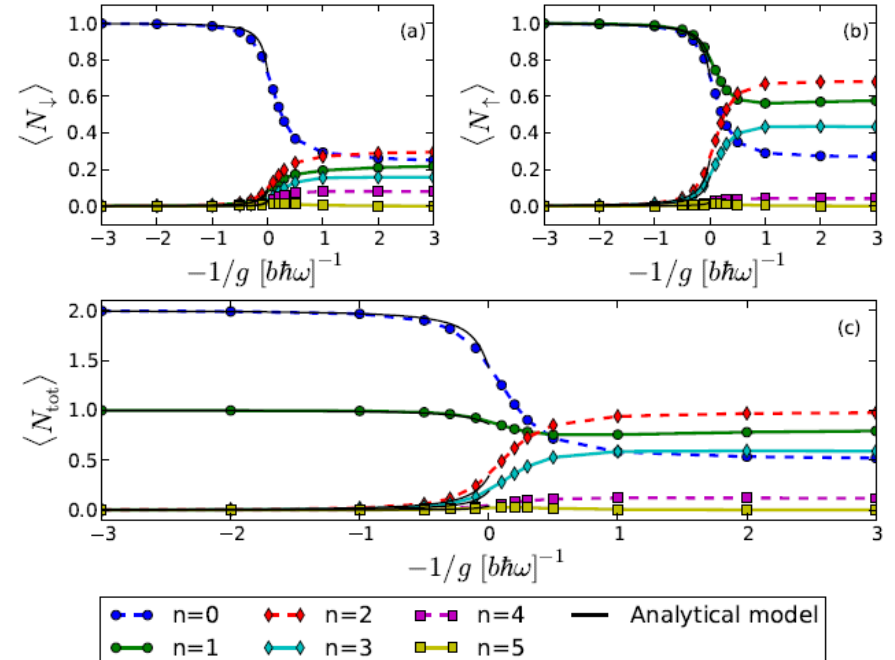 (a)
1.0
0.8
0.6
0.4
0.2
0.0
⟨N↓⟩
−3 −2 −1 0 1 2 3
−1/g [bħω]⁻¹
(b)
1.0
0.8
0.6
0.4
0.2
0.0
⟨N↑⟩
−3 −2 −1 0 1 2 3
−1/g [bħω]⁻¹
(c)
2.0
1.5
1.0
0.5
0.0
⟨Ntot⟩
−3 −2 −1 0 1 2 3
−1/g [bħω]⁻¹
n=0 n=2 n=4 Analytical model
n=1 n=3 n=5